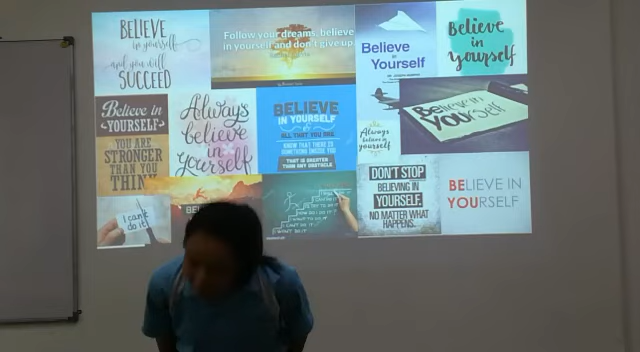 BELIEVE
in yourself
and you will
SUCCEED
Follow your dreams, believe
in yourself and don't give up
Believe
in
Yourself
Believe
in
yourself
Believe in
YOURSELF
YOU ARE
STRONGER
THAN YOU
THINK
Always
believe
in
yourself
BELIEVE
IN YOURSELF
ALL THAT YOU ARE
KNOW THAT THERE IS
SOMETHING INSIDE YOU
THAT IS GREATER
THAN ANY OBSTACLE
Always
believe in
yourself
Believe in
YOUrself
I can
do it
DON'T STOP
BELIEVING IN
YOURSELF
NO MATTER WHAT
HAPPENS.
BELIEVE IN
YOURSELF